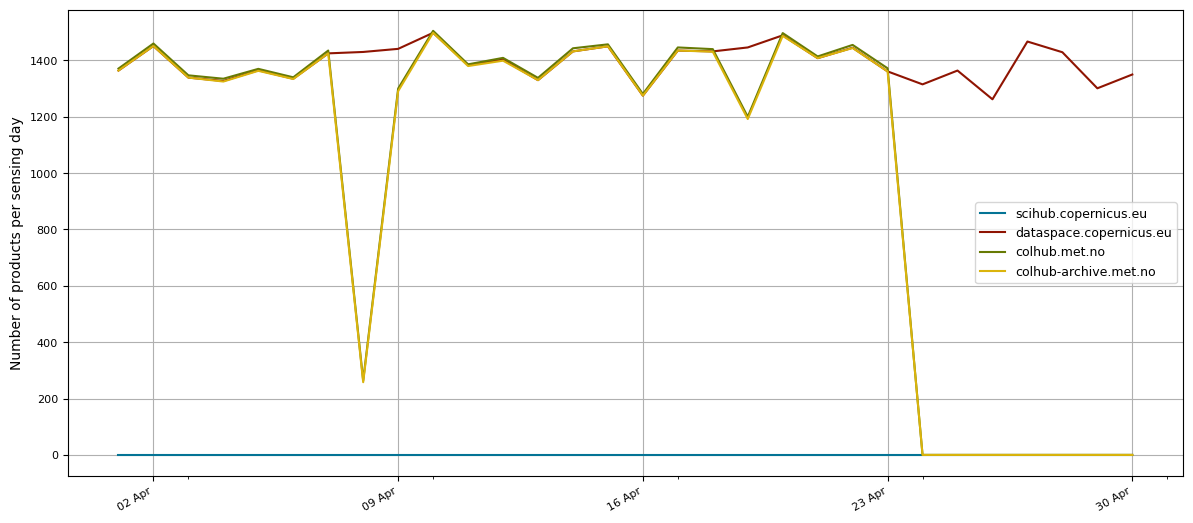 Number of products per sensing day
1400
1200
1000
800
600
400
200
0
02 Apr
09 Apr
16 Apr
23 Apr
30 Apr
scihub.copernicus.eu
dataspace.copernicus.eu
colhub.met.no
colhub-archive.met.no